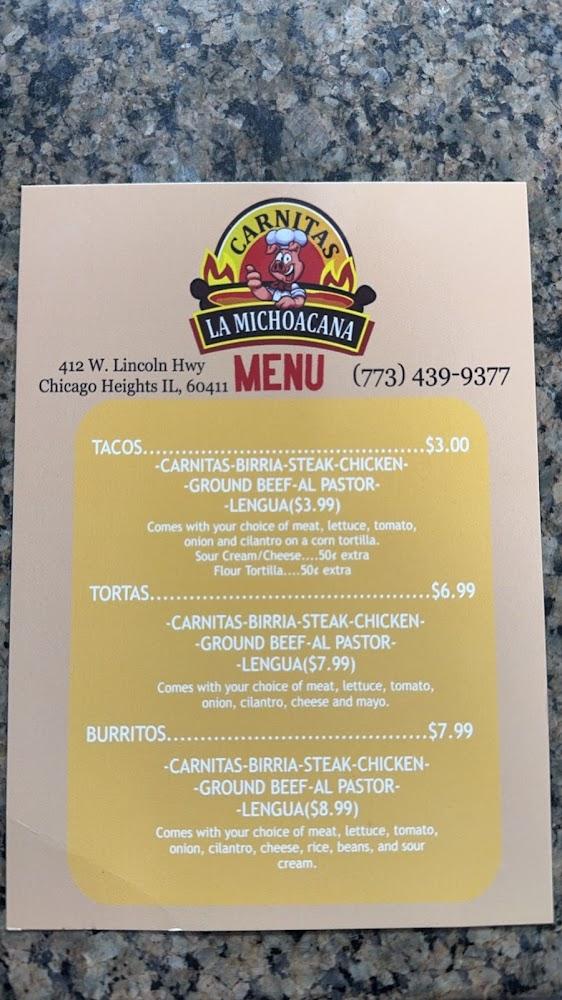 CARNITAS
LA MICHOACANA
412 W. Lincoln Hwy
Chicago Heights IL, 60411
MENU
(773) 439-9377
TACOS..............................................$3.00
-CARNITAS-BIRRIA-STEAK-CHICKEN-
-GROUND BEEF-AL PASTOR-
-LENGUA($3.99)
Comes with your choice of meat, lettuce, tomato,
onion and cilantro on a corn tortilla.
Sour Cream/Cheese....50¢ extra
Flour Tortilla....50¢ extra
TORTAS..............................................$6.99
-CARNITAS-BIRRIA-STEAK-CHICKEN-
-GROUND BEEF-AL PASTOR-
-LENGUA($7.99)
Comes with your choice of meat, lettuce, tomato,
onion, cilantro, cheese and mayo.
BURRITOS.......................................$7.99
-CARNITAS-BIRRIA-STEAK-CHICKEN-
-GROUND BEEF-AL PASTOR-
-LENGUA($8.99)
Comes with your choice of meat, lettuce, tomato,
onion, cilantro, cheese, rice, beans, and sour
cream.